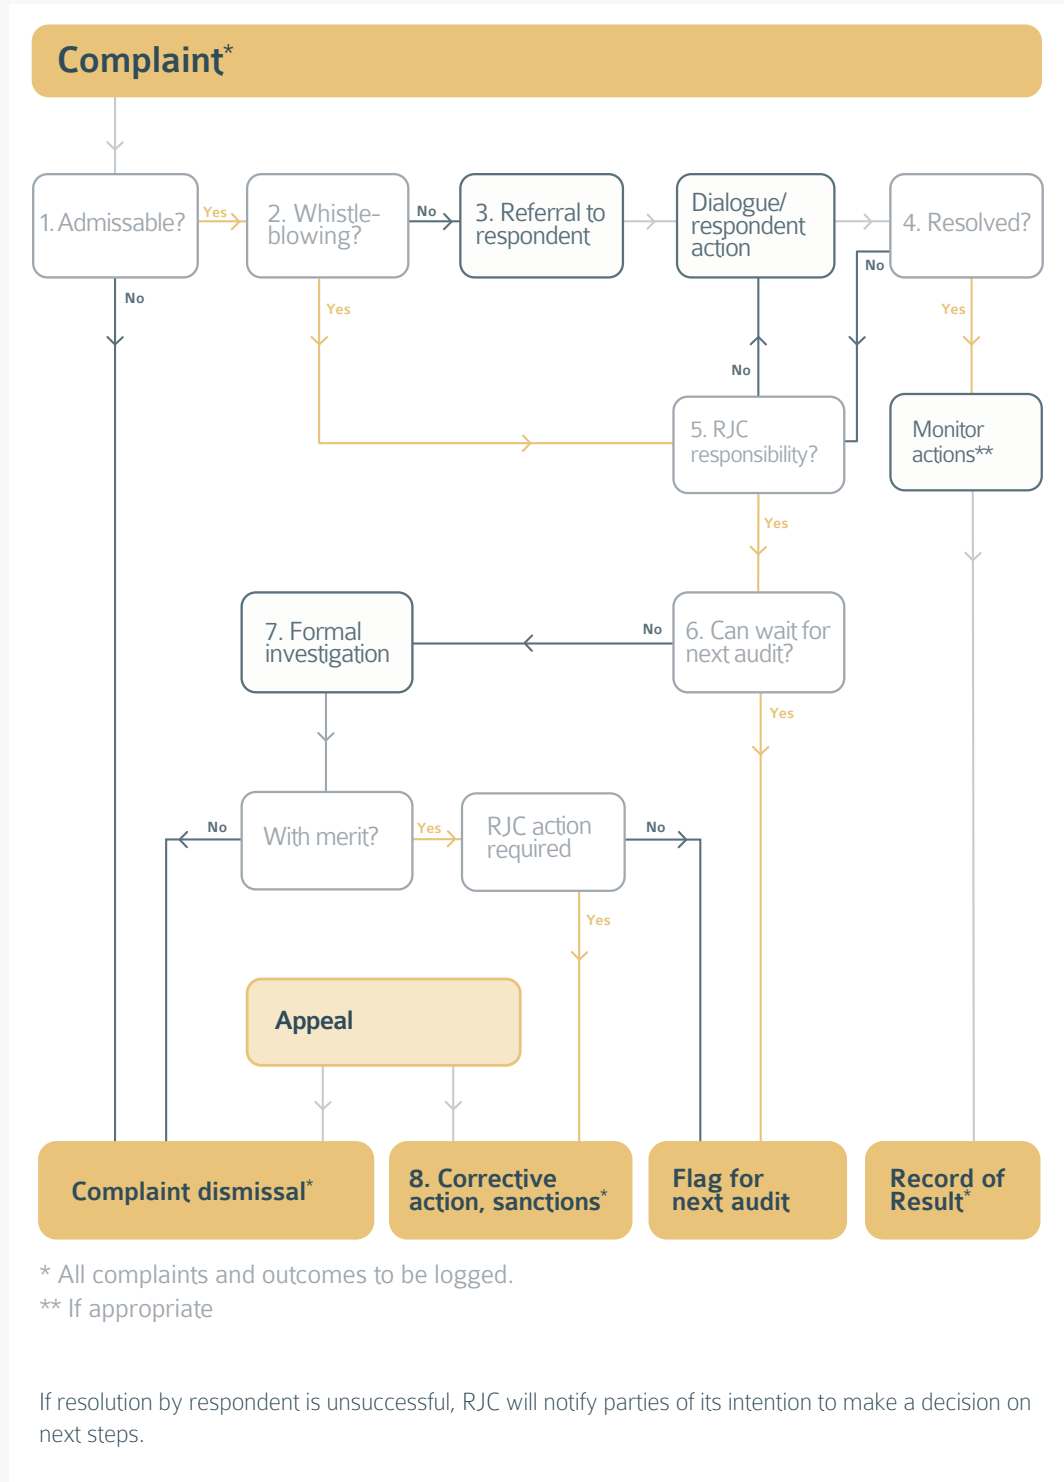 Complaint*
1. Admissable?
Yes
2. Whistle-
blowing?
No
3. Referral to
respondent
Dialogue/
respondent
action
4. Resolved?
No
No
Yes
Yes
No
Monitor
actions**
5. RJC
responsibility?
Yes
7. Formal
investigation
No
6. Can wait for
next audit?
Yes
No
With merit?
Yes
RJC action
required
No
Yes
Appeal
Complaint dismissal*
8. Corrective
action, sanctions*
Flag for
next audit
Record of
Result*
* All complaints and outcomes to be logged.
** If appropriate
If resolution by respondent is unsuccessful, RJC will notify parties of its intention to make a decision on
next steps.